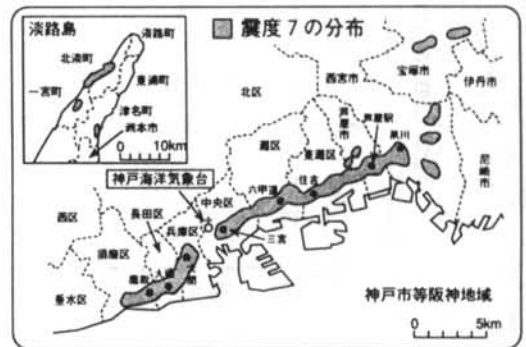 淡路島
淡路町
北淡町
東浦町
一宮町
津名町
洲本市
0 10km
震度7の分布
宝塚市
西宮市
伊丹市
北区
芦屋市
芦屋駅
夙川
灘区
東灘区
尼崎市
六甲道
住吉
神戸海洋気象台
中央区
西区
長田区
兵庫区
三宮
須磨区
鷹取
大橋
垂水区
神戸市等阪神地域
0 5km